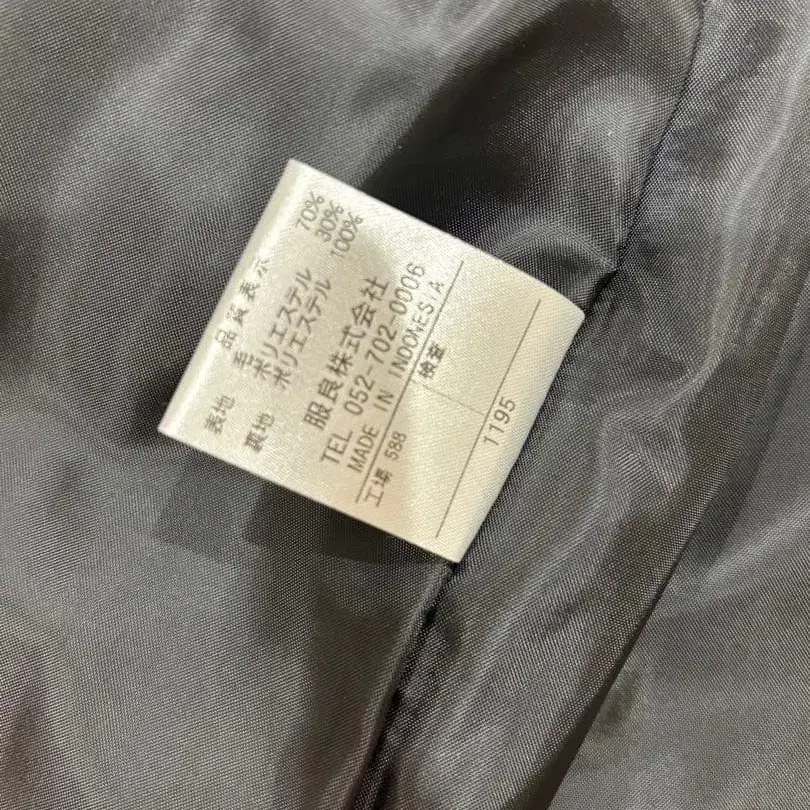 品質表示
表地 毛 70%
ポリエステル 30%
裏地 ポリエステル 100%
服良株式会社
TEL 052-702-0006
MADE IN INDONESIA
工場 588 検査
1195